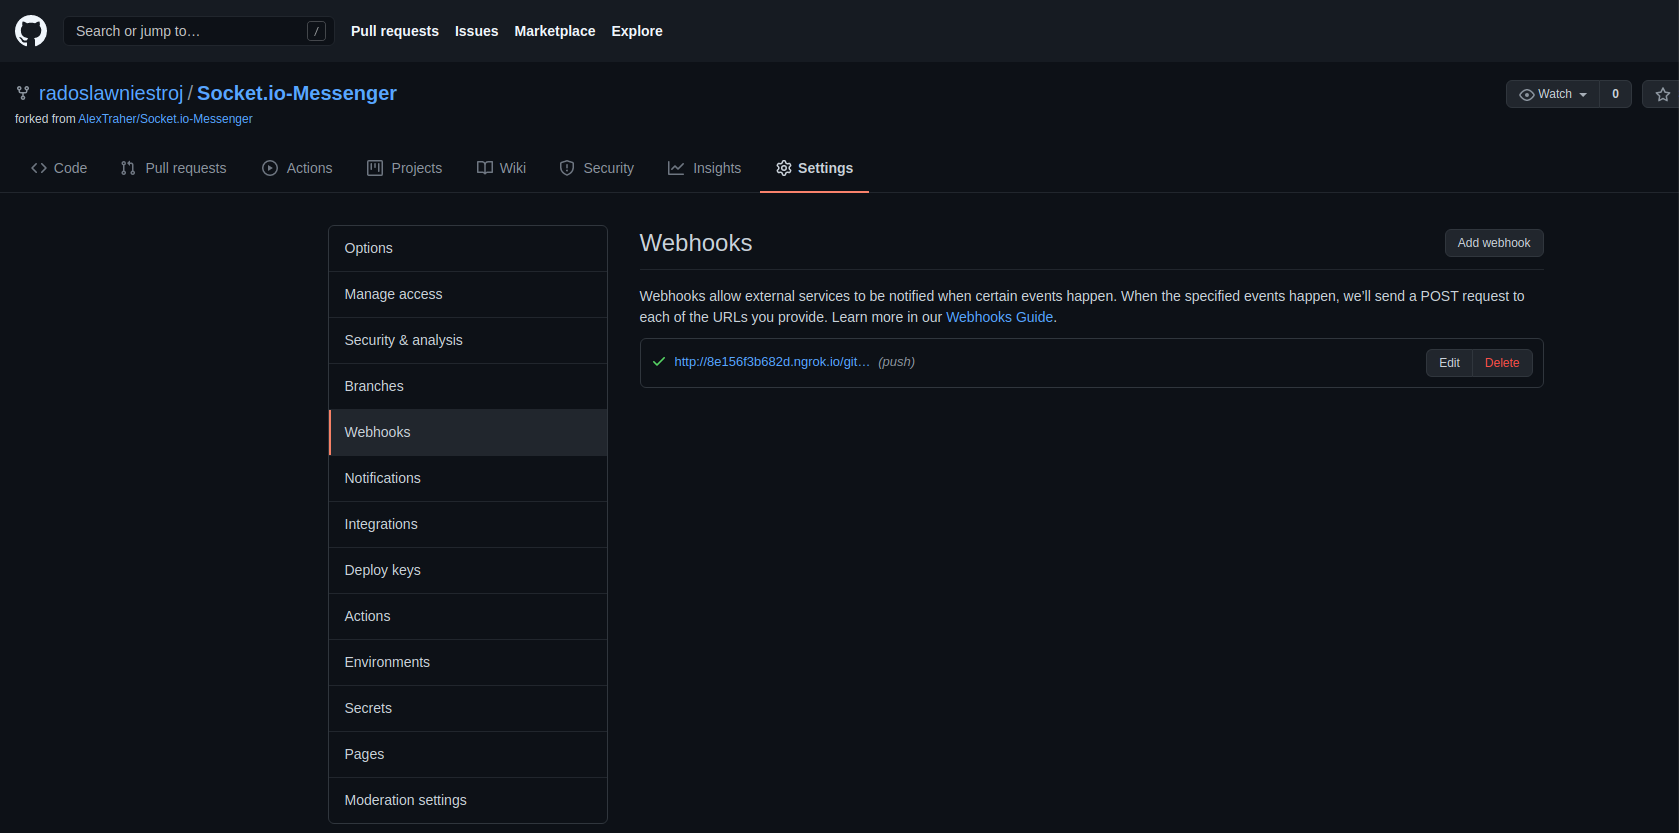 Search or jump to… /
Pull requests Issues Marketplace Explore
radoslawniestroj / Socket.io-Messenger
Watch 0
forked from AlexTraher/Socket.io-Messenger
Code Pull requests Actions Projects Wiki Security Insights Settings
Options
Manage access
Security & analysis
Branches
Webhooks
Notifications
Integrations
Deploy keys
Actions
Environments
Secrets
Pages
Moderation settings
Webhooks
Add webhook
Webhooks allow external services to be notified when certain events happen. When the specified events happen, we'll send a POST request to
each of the URLs you provide. Learn more in our Webhooks Guide.
http://8e156f3b682d.ngrok.io/git… (push)
Edit Delete